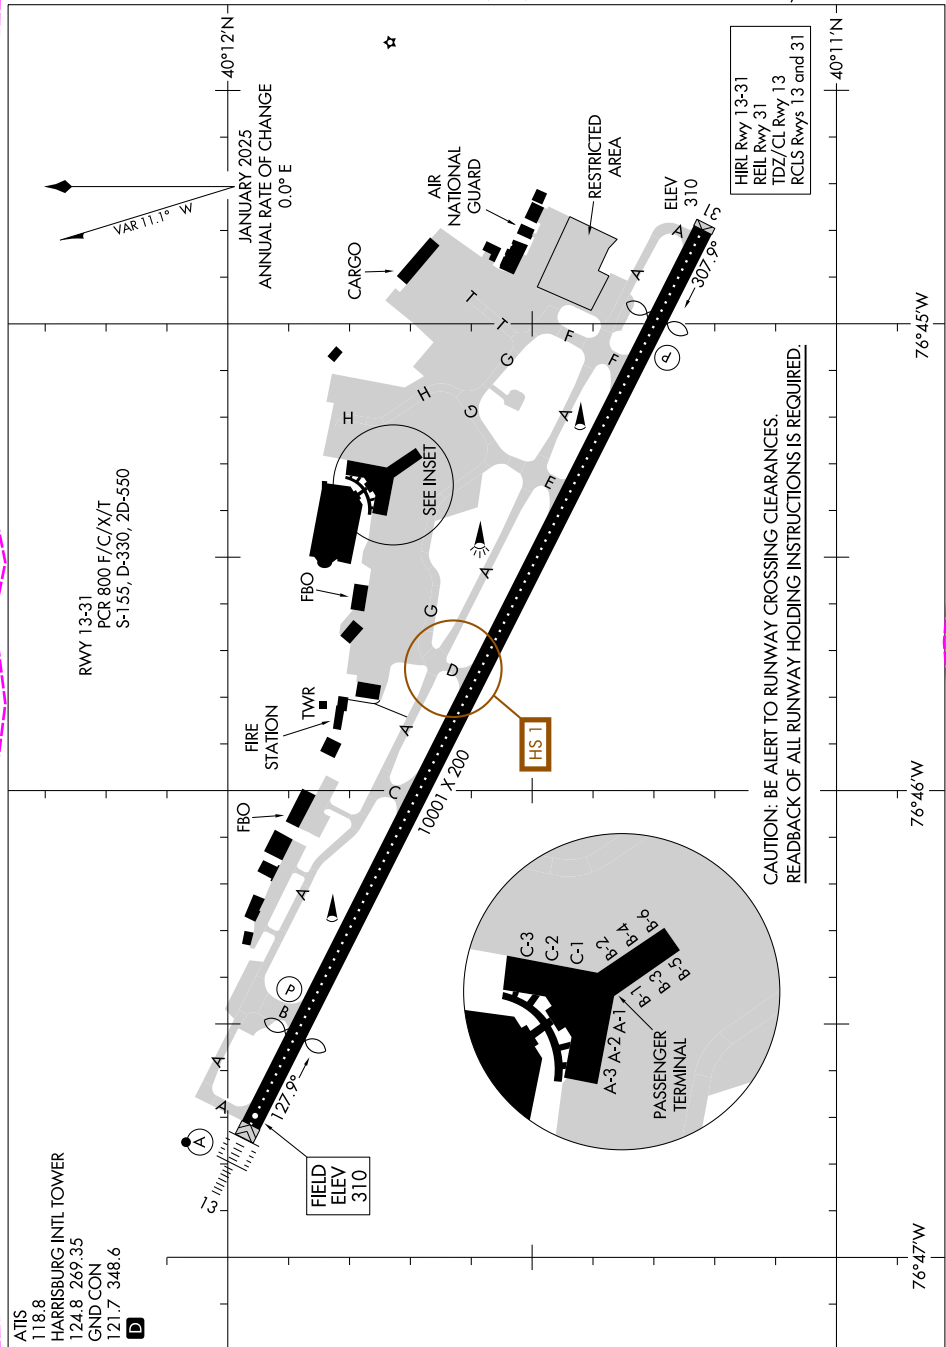 ATIS
118.8
HARRISBURG INTL TOWER
124.8 269.35
GND CON
121.7 348.6
D
RWY 13-31
PCR 800 F/C/X/T
S-155, D-330, 2D-550
VAR 11.1° W
JANUARY 2025
ANNUAL RATE OF CHANGE
0.0° E
40°12'N
40°11'N
76°45'W
76°46'W
76°47'W
HIRL Rwy 13-31
REIL Rwy 31
TDZ/CL Rwy 13
RCLS Rwys 13 and 31
CARGO
AIR
NATIONAL
GUARD
RESTRICTED
AREA
ELEV
310
31
307.9°
A
A
T
T
F
F
G
G
H
H
P
A
E
SEE INSET
A
G
FBO
D
HS 1
TWR
FIRE
STATION
A
C
10001 X 200
FBO
A
P
B
A
A
127.9°
A
13
FIELD
ELEV
310
C-3
C-2
C-1
B-2
B-4
B-6
B-1
B-3
B-5
A-3 A-2 A-1
PASSENGER
TERMINAL
CAUTION: BE ALERT TO RUNWAY CROSSING CLEARANCES.
READBACK OF ALL RUNWAY HOLDING INSTRUCTIONS IS REQUIRED.